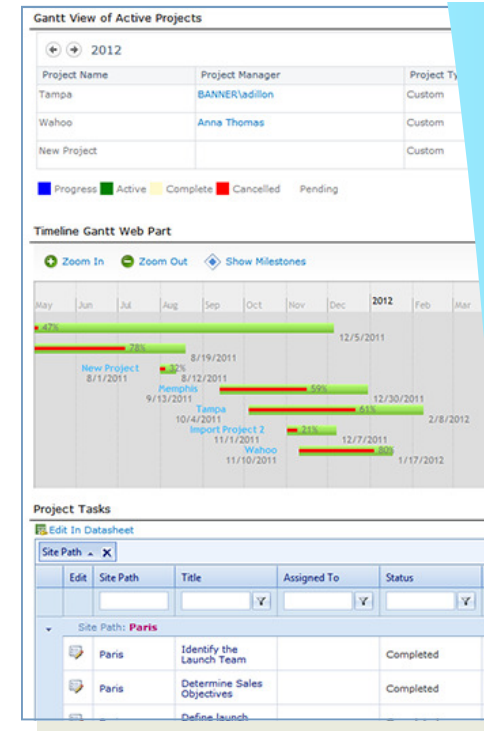 Gantt View of Active Projects
2012
Project Name Project Manager Project Ty
Tampa BANNER\adillon Custom
Wahoo Anna Thomas Custom
New Project Custom
Progress Active Complete Cancelled Pending
Timeline Gantt Web Part
Zoom In Zoom Out Show Milestones
May Jun Jul Aug Sep Oct Nov Dec 2012 Feb Mar
47%
12/5/2011
78%
8/19/2011
New Project 32%
8/1/2011 8/12/2011
Memphis 59%
9/13/2011 12/30/2011
Tampa 61%
10/4/2011 2/8/2012
Import Project 2 21%
11/1/2011 12/7/2011
Wahoo 80%
11/10/2011 1/17/2012
Project Tasks
Edit In Datasheet
Site Path
Edit Site Path Title Assigned To Status
Site Path: Paris
Paris Identify the
Launch Team Completed
Paris Determine Sales
Objectives Completed
Define launch